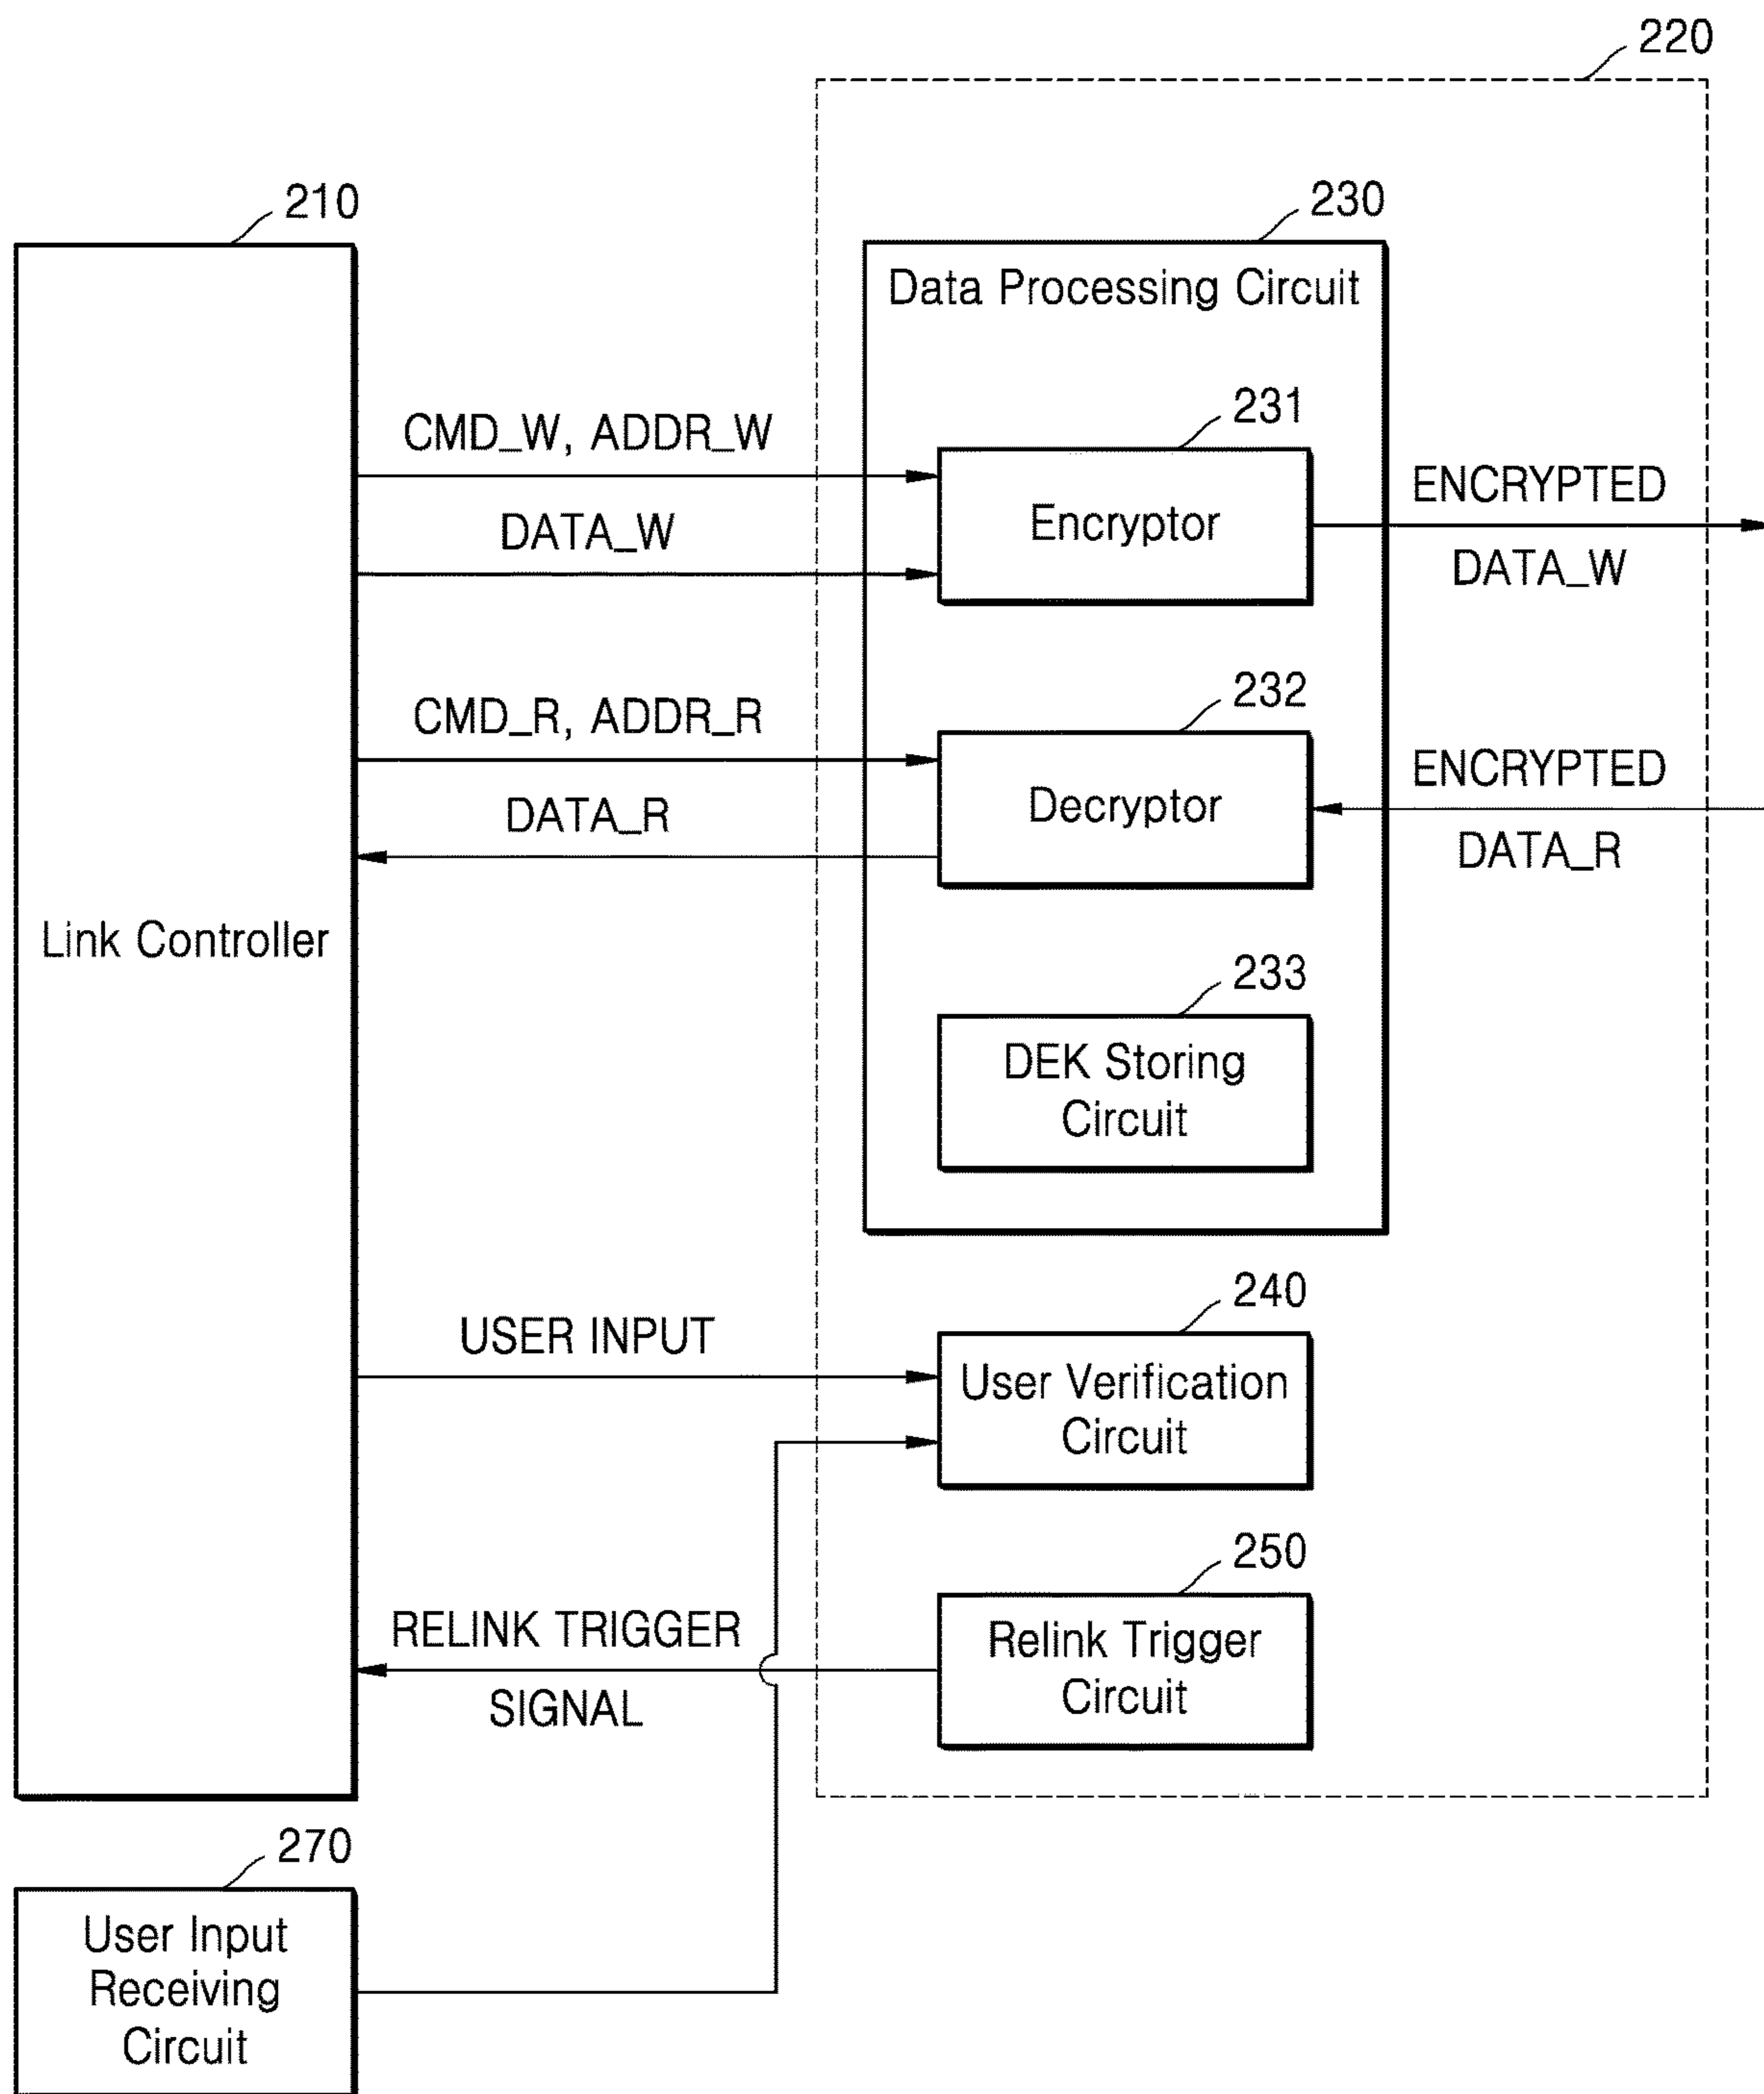 220
210
230
Data Processing Circuit
231
CMD_W, ADDR_W
Encryptor
ENCRYPTED
DATA_W
DATA_W
232
CMD_R, ADDR_R
Decryptor
ENCRYPTED
DATA_R
DATA_R
Link Controller
233
DEK Storing
Circuit
240
USER INPUT
User Verification
Circuit
250
RELINK TRIGGER
SIGNAL
Relink Trigger
Circuit
270
User Input
Receiving
Circuit